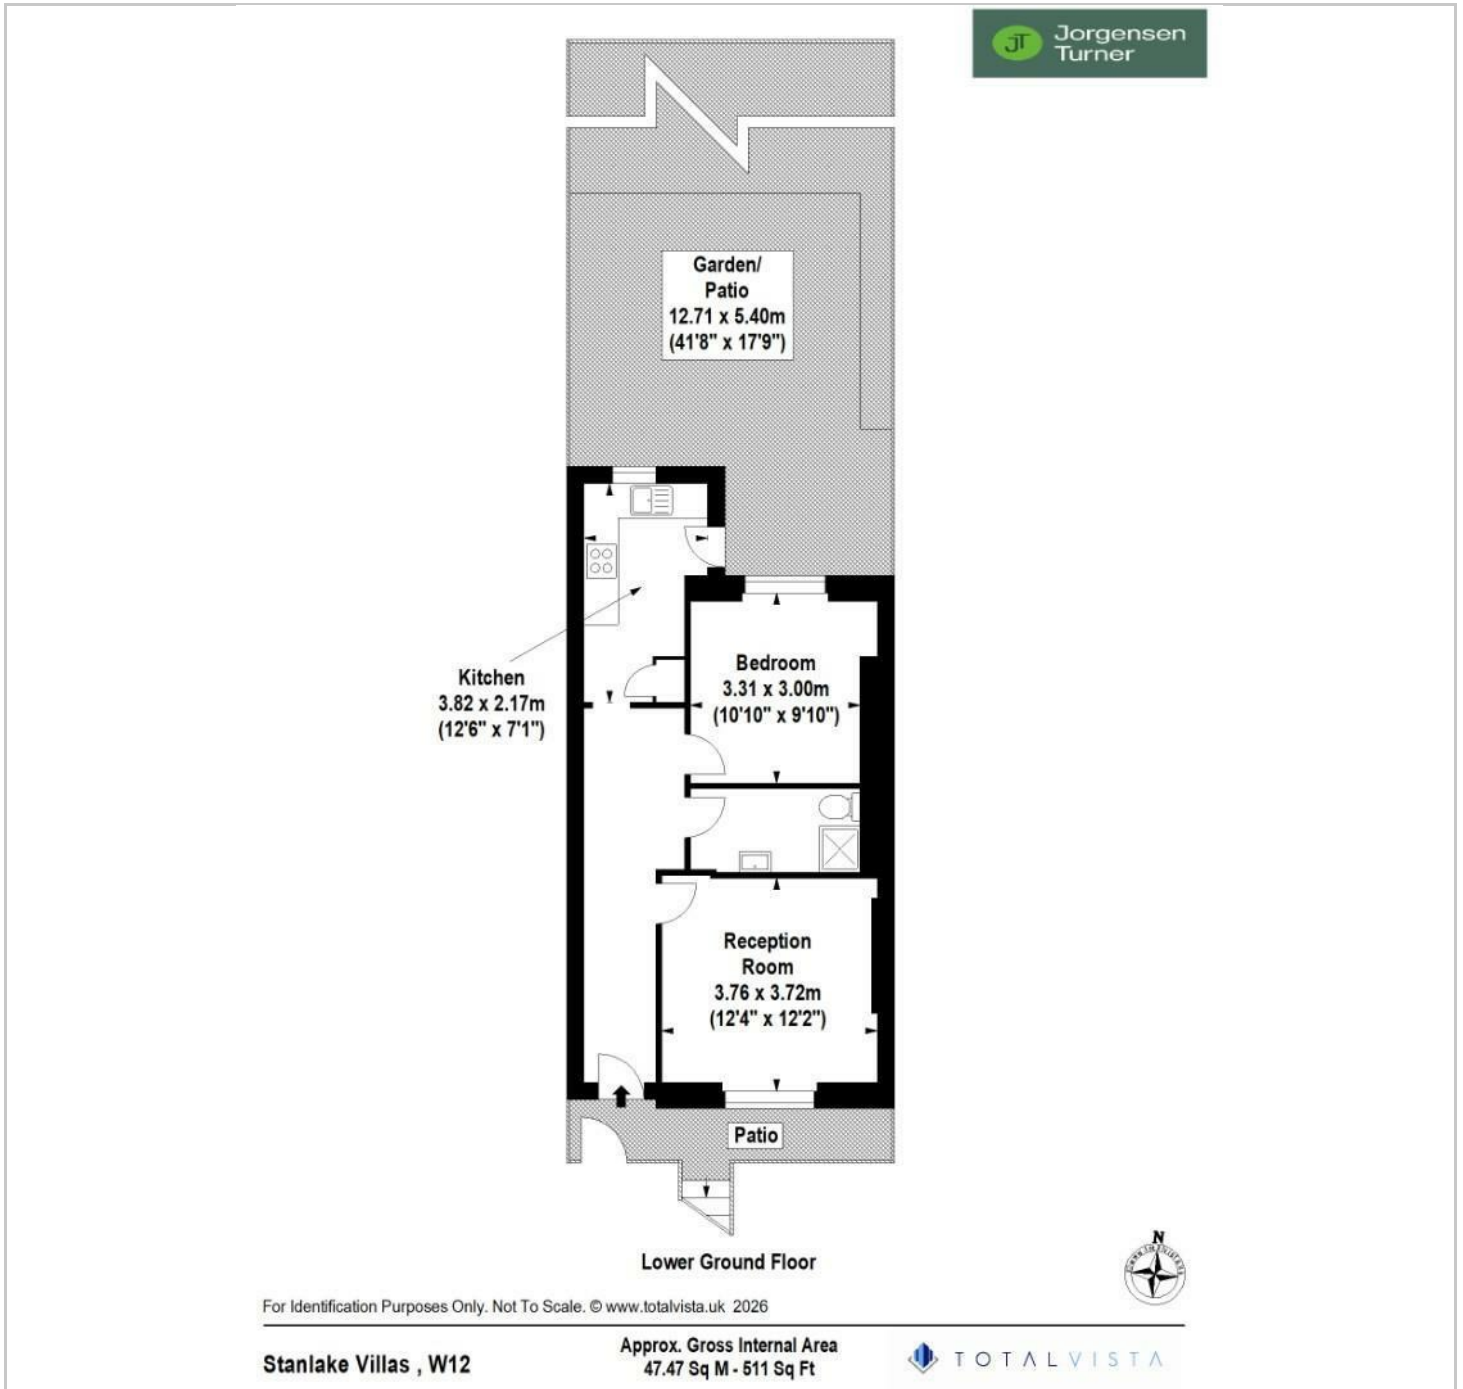 JT
Jorgensen
Turner
Garden/
Patio
12.71 x 5.40m
(41'8" x 17'9")
Kitchen
3.82 x 2.17m
(12'6" x 7'1")
Bedroom
3.31 x 3.00m
(10'10" x 9'10")
Reception
Room
3.76 x 3.72m
(12'4" x 12'2")
Patio
Lower Ground Floor
N
For Identification Purposes Only. Not To Scale. © www.totalvista.uk 2026
Stanlake Villas , W12
Approx. Gross Internal Area
47.47 Sq M - 511 Sq Ft
TOTALVISTA